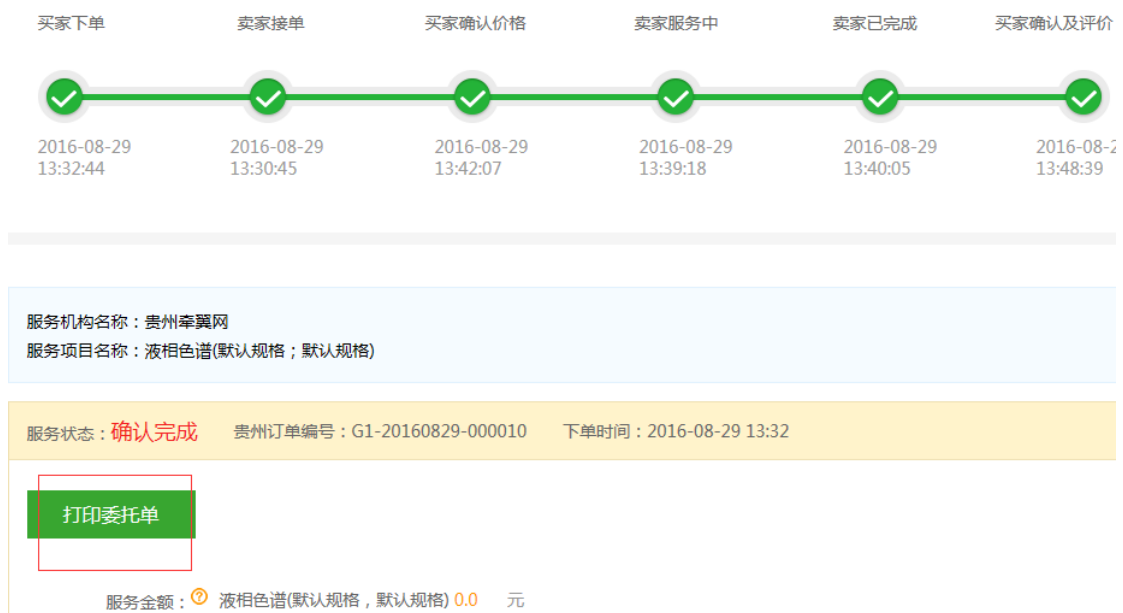 买家下单 卖家接单 买家确认价格 卖家服务中 卖家已完成 买家确认及评价
2016-08-29 2016-08-29 2016-08-29 2016-08-29 2016-08-29 2016-08-2
13:32:44 13:30:45 13:42:07 13:39:18 13:40:05 13:48:39
服务机构名称：贵州牵翼网
服务项目名称：液相色谱(默认规格；默认规格)
服务状态：确认完成 贵州订单编号：G1-20160829-000010 下单时间：2016-08-29 13:32
打印委托单
服务金额：? 液相色谱(默认规格，默认规格) 0.0 元